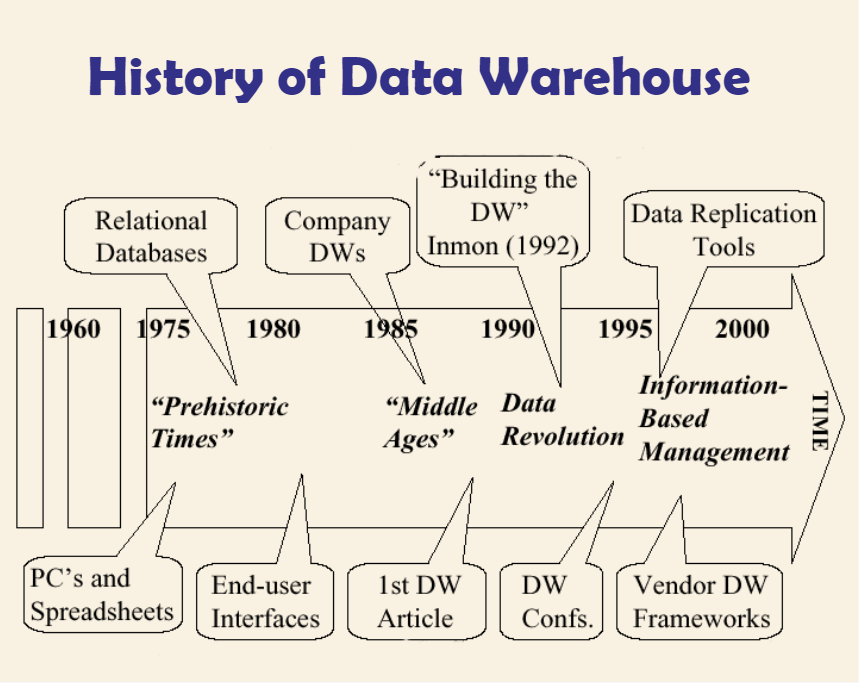 History of Data Warehouse
Relational
Databases
Company
DWs
“Building the
DW”
Inmon (1992)
Data Replication
Tools
1960 1975 1980 1985 1990 1995 2000
“Prehistoric
Times”
“Middle
Ages”
Data
Revolution
Information-
Based
Management
TIME
PC’s and
Spreadsheets
End-user
Interfaces
1st DW
Article
DW
Confs.
Vendor DW
Frameworks